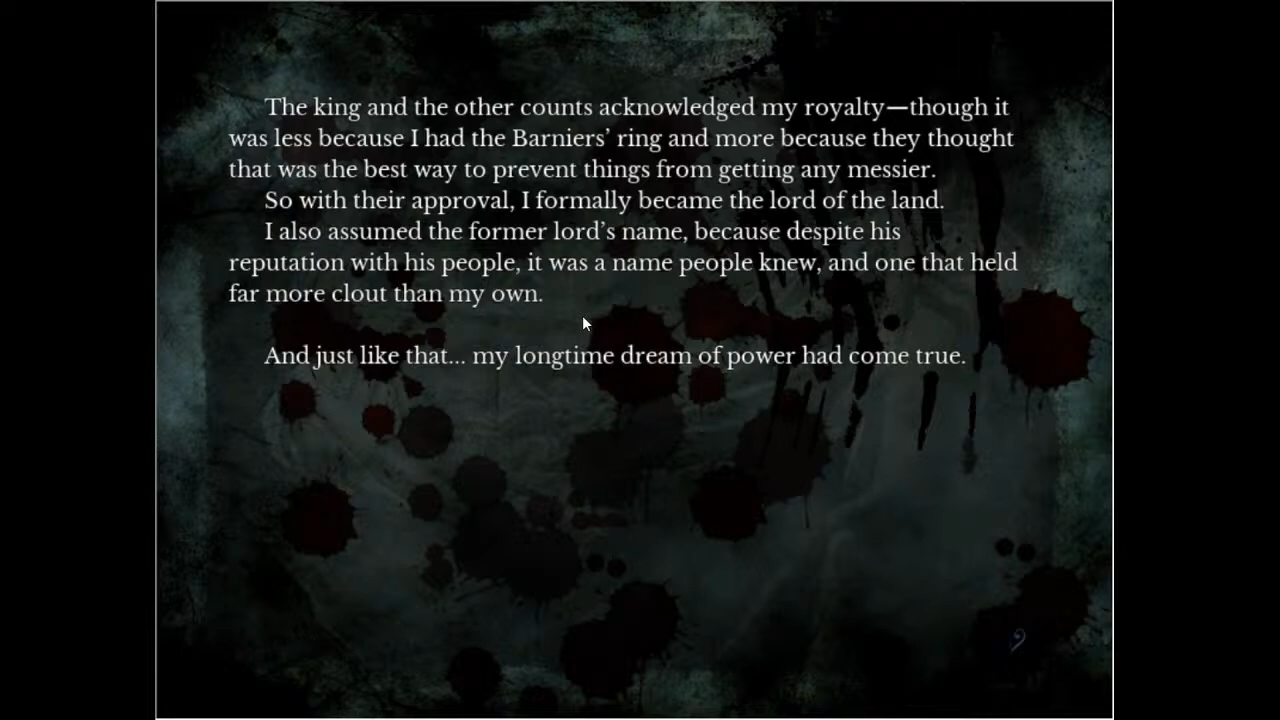 The king and the other counts acknowledged my royalty—though it
was less because I had the Barniers’ ring and more because they thought
that was the best way to prevent things from getting any messier.
So with their approval, I formally became the lord of the land.
I also assumed the former lord’s name, because despite his
reputation with his people, it was a name people knew, and one that held
far more clout than my own.
And just like that... my longtime dream of power had come true.